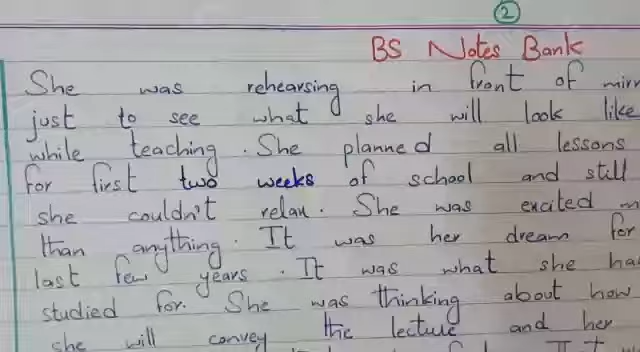 2
BS Notes Bank
She was rehearsing in front of mirr
just to see what she will look like
while teaching. She planned all lessons
for first two weeks of school and still
she couldn't relax. She was excited m
than anything. It was her dream for
last few years. It was what she ha
studied for. She was thinking about how
she will convey the lecture and her